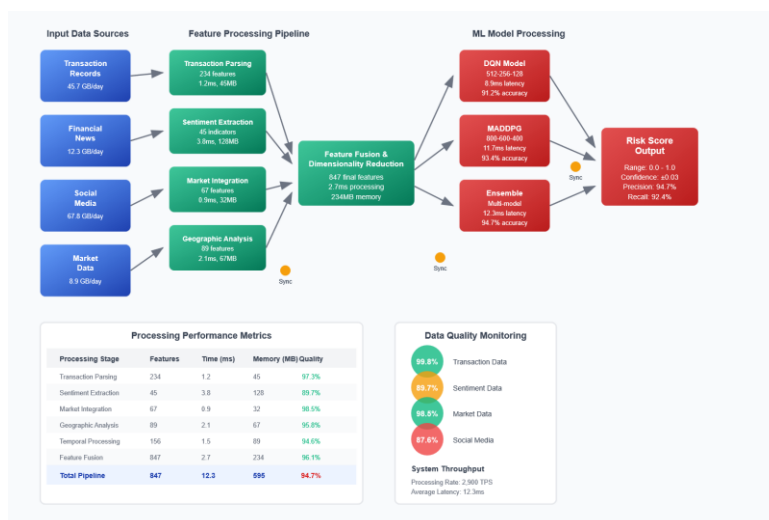 Input Data Sources
Feature Processing Pipeline
ML Model Processing
Transaction
Records
45.7 GB/day
Financial
News
12.3 GB/day
Social
Media
67.8 GB/day
Market
Data
8.9 GB/day
Transaction Parsing
234 features
1.2ms, 45MB
Sentiment Extraction
45 indicators
3.8ms, 128MB
Market Integration
67 features
0.9ms, 32MB
Geographic Analysis
89 features
2.1ms, 67MB
Sync
Feature Fusion &
Dimensionality Reduction
847 final features
2.7ms processing
234MB memory
DQN Model
512-256-128
8.9ms latency
91.2% accuracy
MADDPG
800-600-400
11.7ms latency
93.4% accuracy
Ensemble
Multi-model
12.3ms latency
94.7% accuracy
Sync
Sync
Risk Score
Output
Range: 0.0 - 1.0
Confidence: ±0.03
Precision: 94.7%
Recall: 92.4%
Processing Performance Metrics
Processing Stage Features Time (ms) Memory (MB) Quality
Transaction Parsing 234 1.2 45 97.3%
Sentiment Extraction 45 3.8 128 89.7%
Market Integration 67 0.9 32 98.5%
Geographic Analysis 89 2.1 67 95.8%
Temporal Processing 156 1.5 89 94.6%
Feature Fusion 847 2.7 234 96.1%
Total Pipeline 847 12.3 595 94.7%
Data Quality Monitoring
99.8% Transaction Data
89.7% Sentiment Data
98.5% Market Data
87.6% Social Media
System Throughput
Processing Rate: 2,900 TPS
Average Latency: 12.3ms